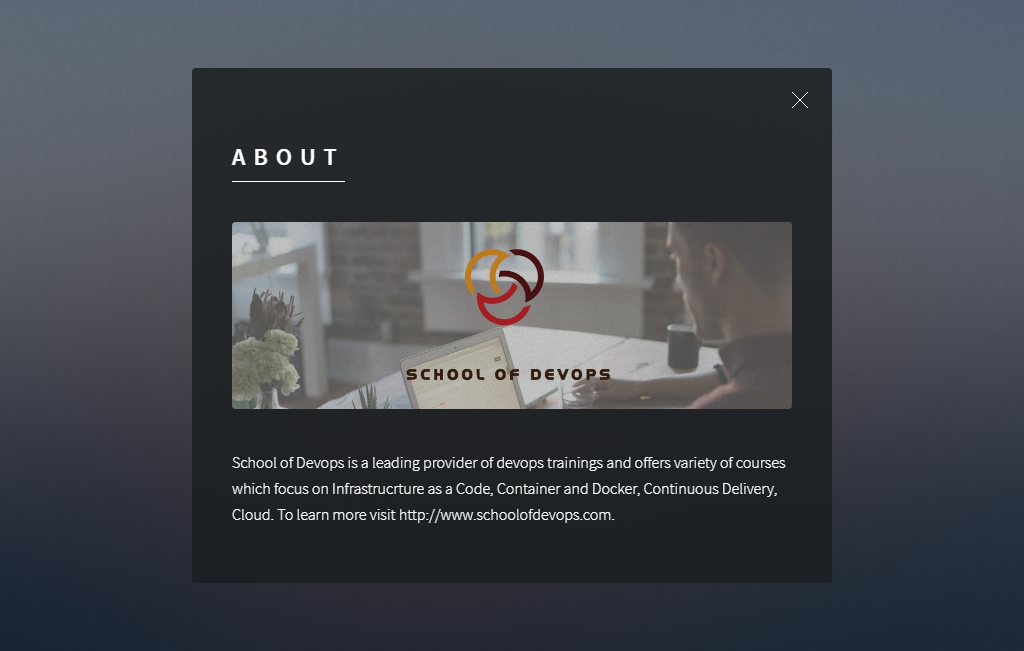 ABOUT
SCHOOL OF DEVOPS
School of Devops is a leading provider of devops trainings and offers variety of courses
which focus on Infrastrucrture as a Code, Container and Docker, Continuous Delivery,
Cloud. To learn more visit http://www.schoolofdevops.com.